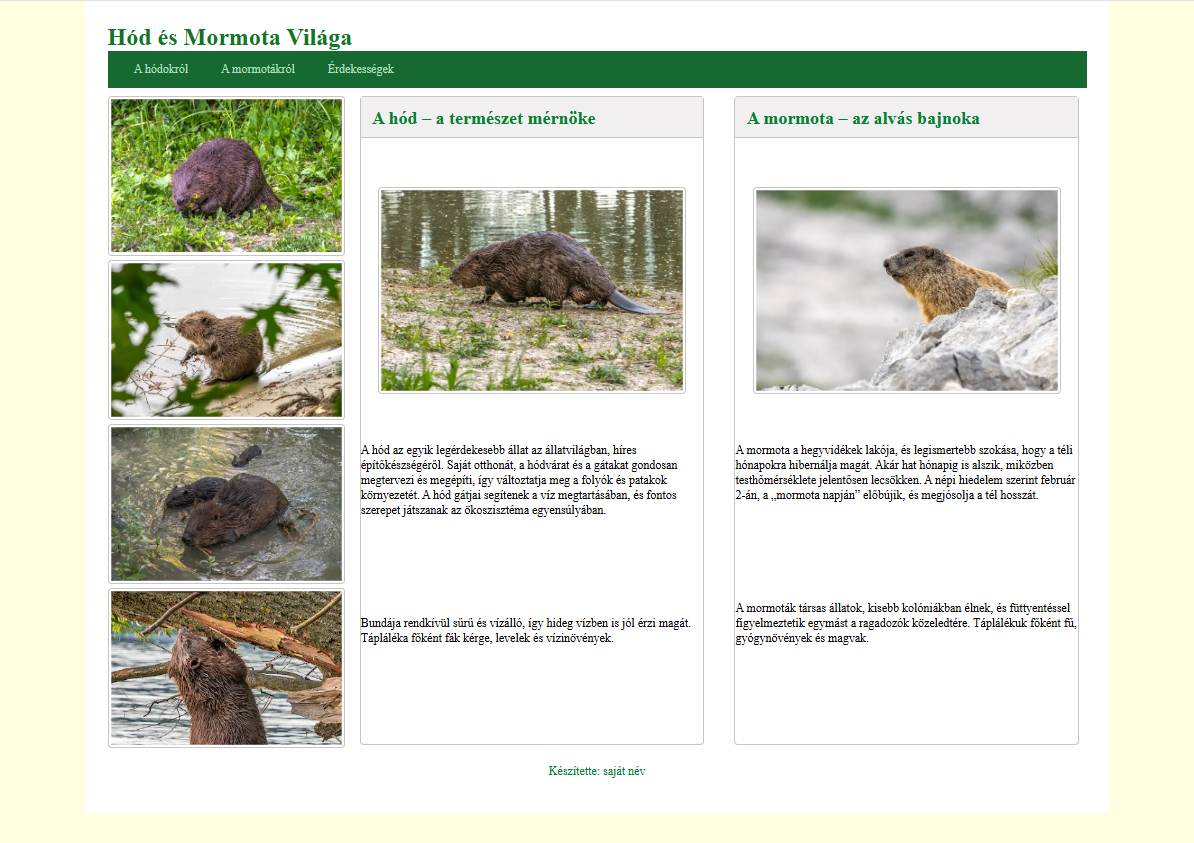 Hód és Mormota Világa
A hódokról
A mormotákról
Érdekességek
A hód – a természet mérnöke
A hód az egyik legérdekesebb állat az állatvilágban, híres
építőkészségéről. Saját otthonát, a hódvárat és a gátakat gondosan
megtervezi és megépíti, így változtatja meg a folyók és patakok
környezetét. A hód gátjai segítenek a víz megtartásában, és fontos
szerepet játszanak az ökoszisztéma egyensúlyában.
Bundája rendkívül sűrű és vízálló, így hideg vízben is jól érzi magát.
Tápláléka főként fák kérge, levelek és vízinövények.
A mormota – az alvás bajnoka
A mormota a hegyvidékek lakója, és legismertebb szokása, hogy a téli
hónapokra hibernálja magát. Akár hat hónapig is alszik, miközben
testhőmérséklete jelentősen lecsökken. A népi hiedelem szerint február
2-án, a „mormota napján” előbújik, és megjósolja a tél hosszát.
A mormoták társas állatok, kisebb kolóniákban élnek, és füttyentéssel
figyelmeztetik egymást a ragadozók közeledtére. Táplálékuk főként fű,
gyógynövények és magvak.
Készítette: saját név